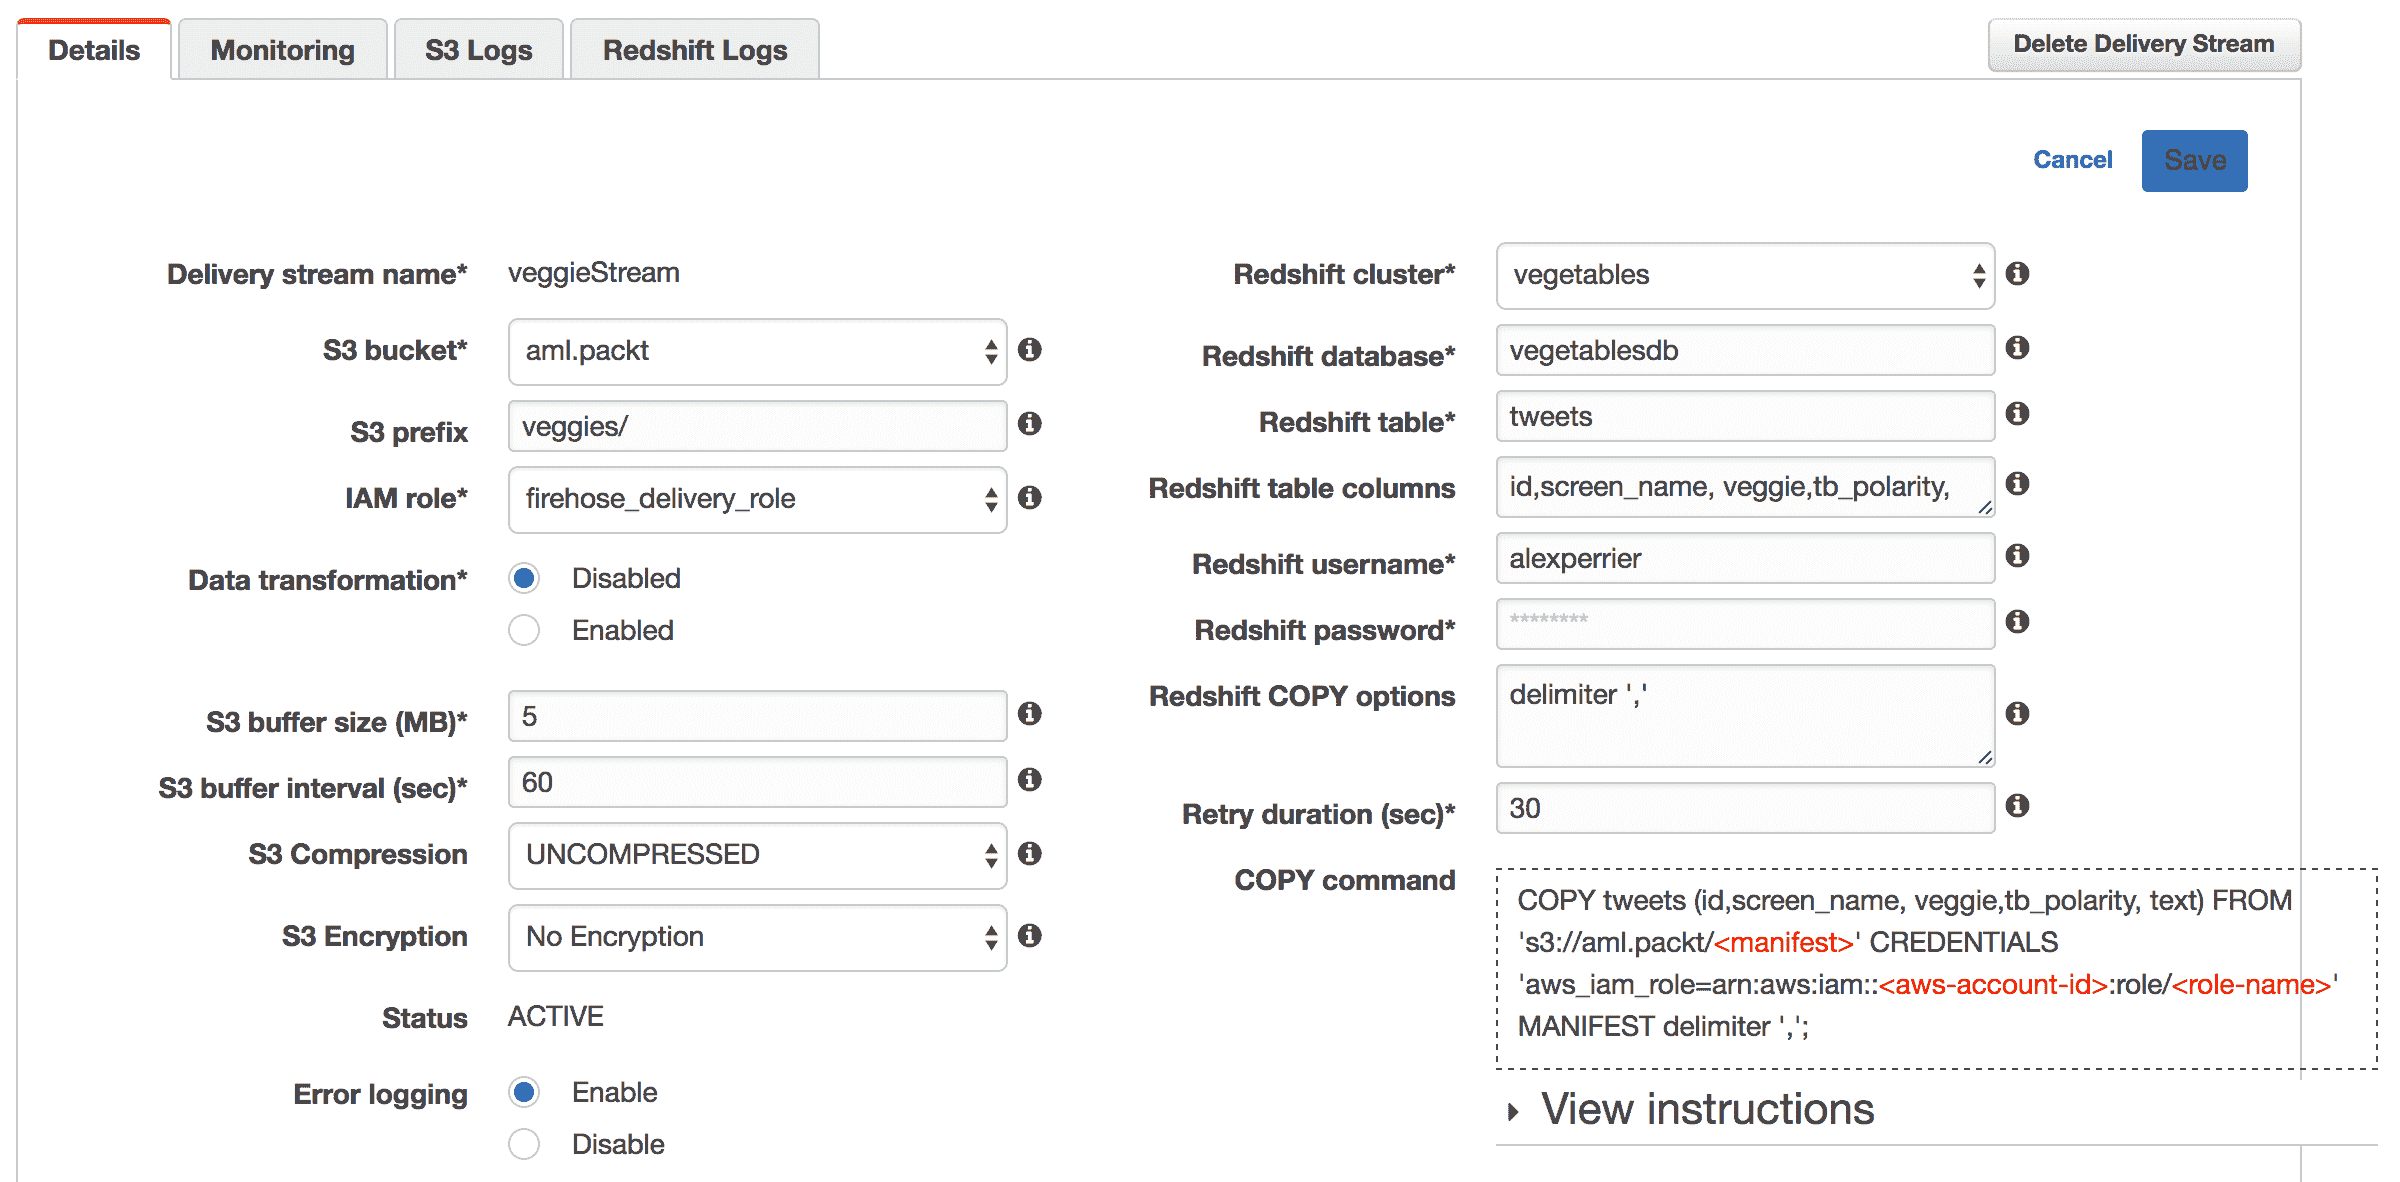 Details
Monitoring
S3 Logs
Redshift Logs
Delete Delivery Stream
Cancel
Save
Delivery stream name*
veggieStream
S3 bucket*
aml.packt
S3 prefix
veggies/
IAM role*
firehose_delivery_role
Data transformation*
Disabled
Enabled
S3 buffer size (MB)*
5
S3 buffer interval (sec)*
60
S3 Compression
UNCOMPRESSED
S3 Encryption
No Encryption
Status
ACTIVE
Error logging
Enable
Disable
Redshift cluster*
vegetables
Redshift database*
vegetablesdb
Redshift table*
tweets
Redshift table columns
id,screen_name, veggie,tb_polarity,
Redshift username*
alexperrier
Redshift password*
********
Redshift COPY options
delimiter ','
Retry duration (sec)*
30
COPY command
COPY tweets (id,screen_name, veggie,tb_polarity, text) FROM
's3://aml.packt/<manifest>' CREDENTIALS
'aws_iam_role=arn:aws:iam::<aws-account-id>:role/<role-name>'
MANIFEST delimiter ',';
View instructions